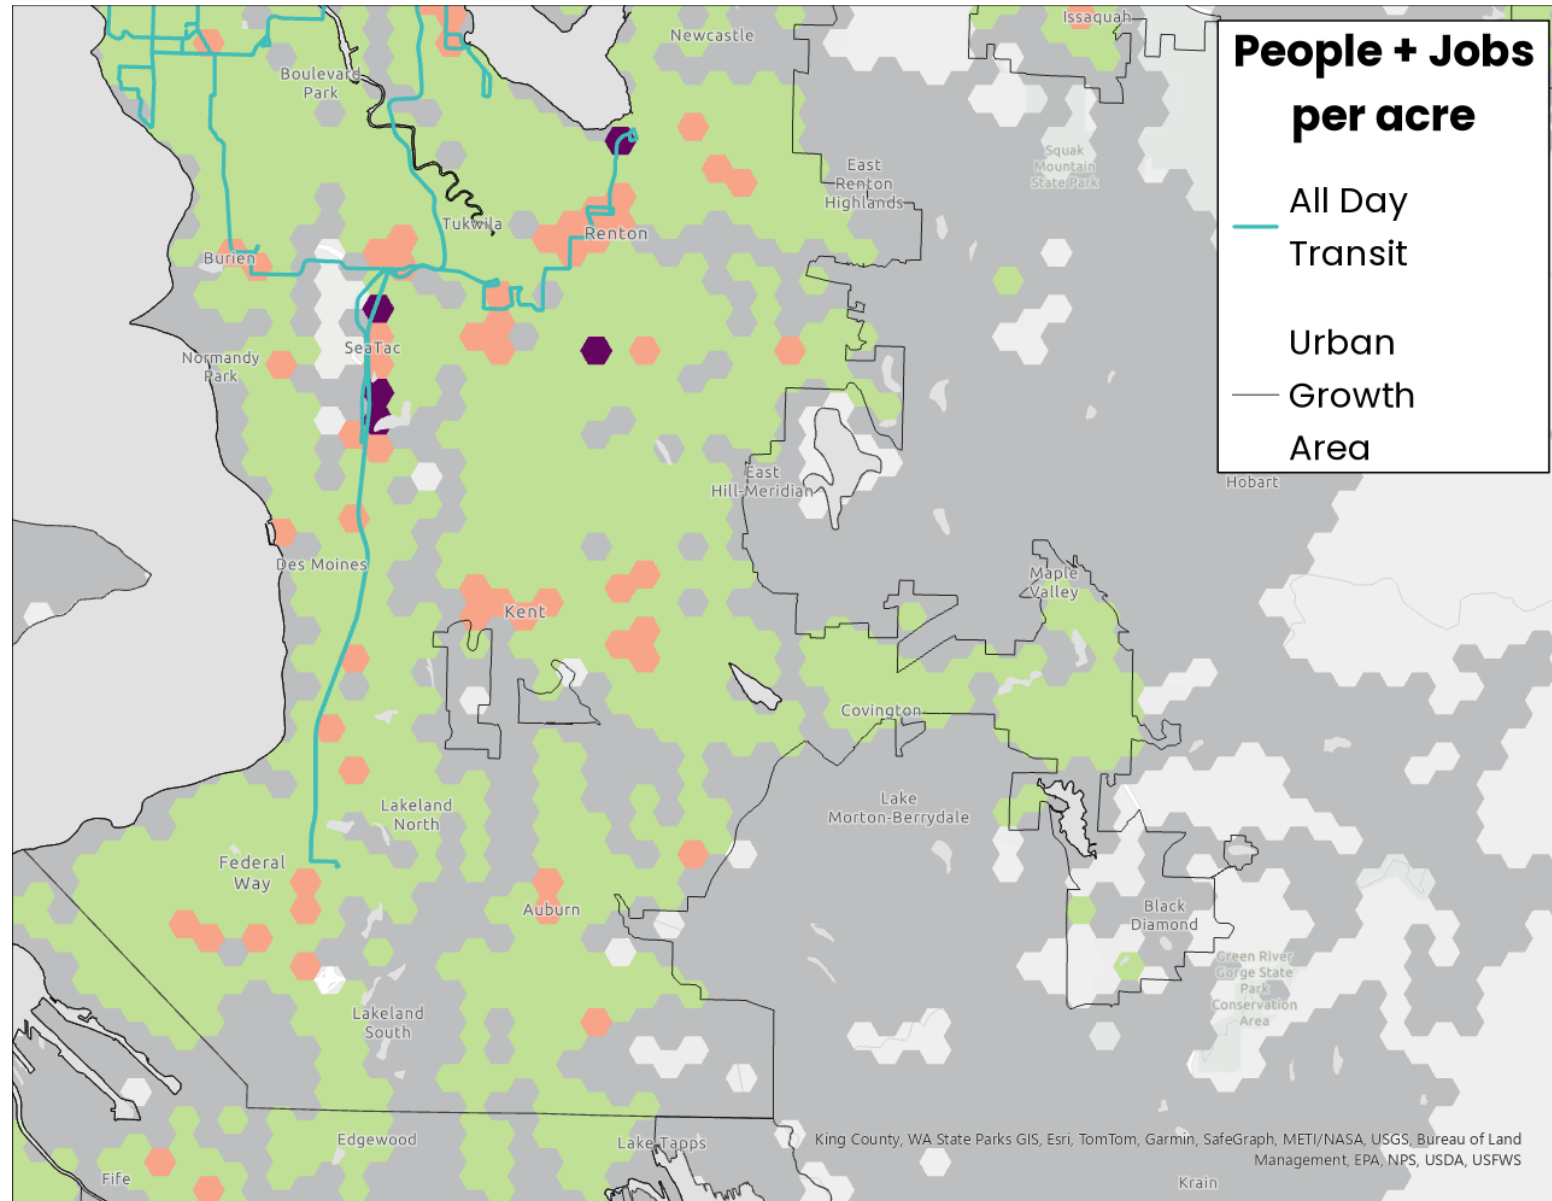 Issaquah
Newcastle
People + Jobs
per acre
Boulevard
Park
Squak
Mountain
State Park
East
Renton
Highlands
All Day
Transit
Tukwila
Renton
Burien
SeaTac
Normandy
Park
Urban
Growth
Area
East
Hill-Meridian
Hobart
Des Moines
Maple
Valley
Kent
Covington
Lakeland
North
Lake
Morton-Berrydale
Federal
Way
Auburn
Black
Diamond
Green River
Gorge State
Park
Conservation
Area
Lakeland
South
Edgewood
Lake Tapps
King County, WA State Parks GIS, Esri, TomTom, Garmin, SafeGraph, METI/NASA, USGS, Bureau of Land
Management, EPA, NPS, USDA, USFWS
Fife
Krain